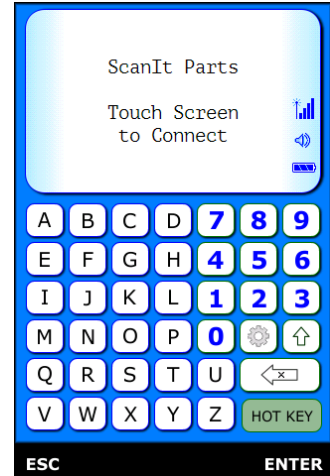 ScanIt Parts
Touch Screen
to Connect
A B C D 7 8 9
E F G H 4 5 6
I J K L 1 2 3
M N O P 0
Q R S T U
V W X Y Z HOT KEY
ESC ENTER